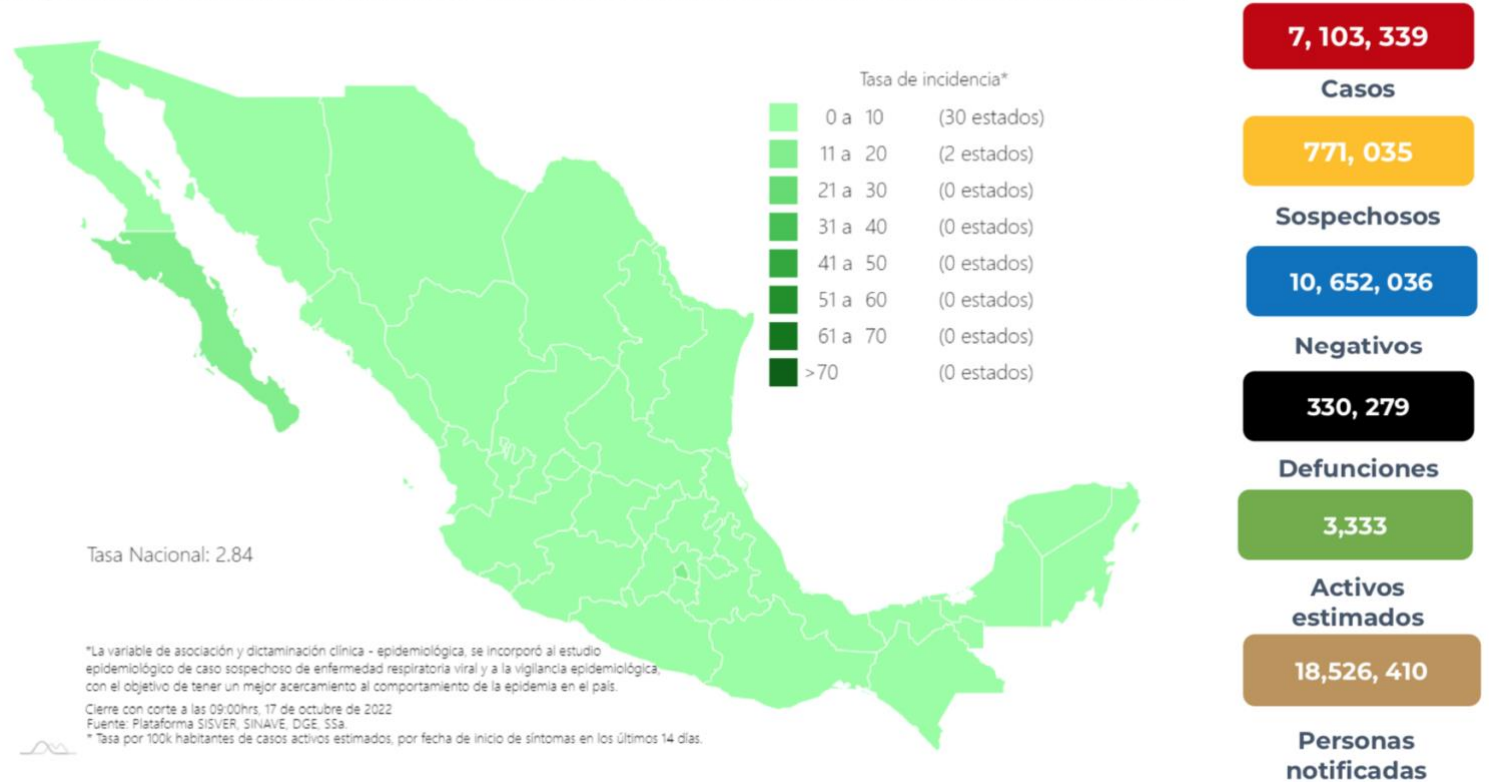 Tasa de incidencia*
0 a 10 (30 estados)
11 a 20 (2 estados)
21 a 30 (0 estados)
31 a 40 (0 estados)
41 a 50 (0 estados)
51 a 60 (0 estados)
61 a 70 (0 estados)
>70 (0 estados)
Tasa Nacional: 2.84
*La variable de asociación y dictaminación clínica - epidemiológica, se incorporó al estudio
epidemiológico de caso sospechoso de enfermedad respiratoria viral y a la vigilancia epidemiológica,
con el objetivo de tener un mejor acercamiento al comportamiento de la epidemia en el país.
Cierre con corte a las 09:00hrs, 17 de octubre de 2022
Fuente: Plataforma SISVER, SINAVE, DGE, SSa.
* Tasa por 100k habitantes de casos activos estimados, por fecha de inicio de síntomas en los últimos 14 días.
7, 103, 339
Casos
771, 035
Sospechosos
10, 652, 036
Negativos
330, 279
Defunciones
3,333
Activos
estimados
18,526, 410
Personas
notificadas